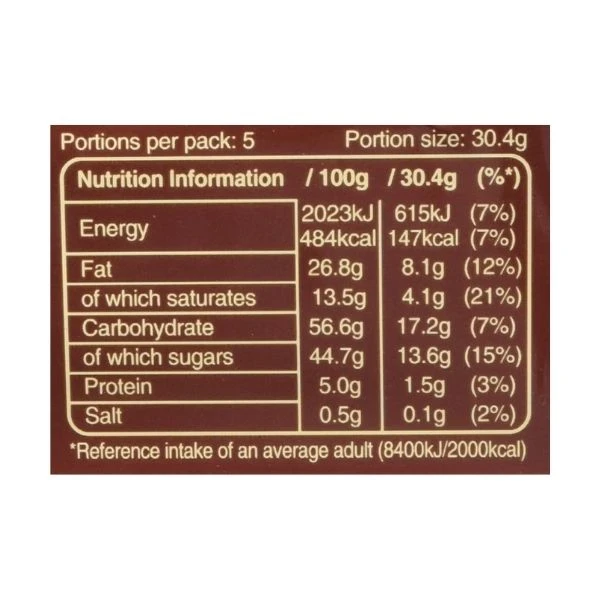 Portions per pack: 5 Portion size: 30.4g
Nutrition Information / 100g / 30.4g (%*)
Energy 2023kJ 615kJ (7%)
484kcal 147kcal (7%)
Fat 26.8g 8.1g (12%)
of which saturates 13.5g 4.1g (21%)
Carbohydrate 56.6g 17.2g (7%)
of which sugars 44.7g 13.6g (15%)
Protein 5.0g 1.5g (3%)
Salt 0.5g 0.1g (2%)
*Reference intake of an average adult (8400kJ/2000kcal)